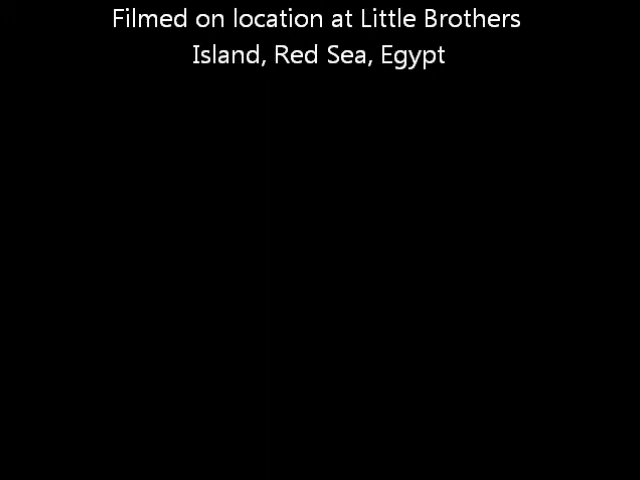 Filmed on location at Little Brothers
Island, Red Sea, Egypt